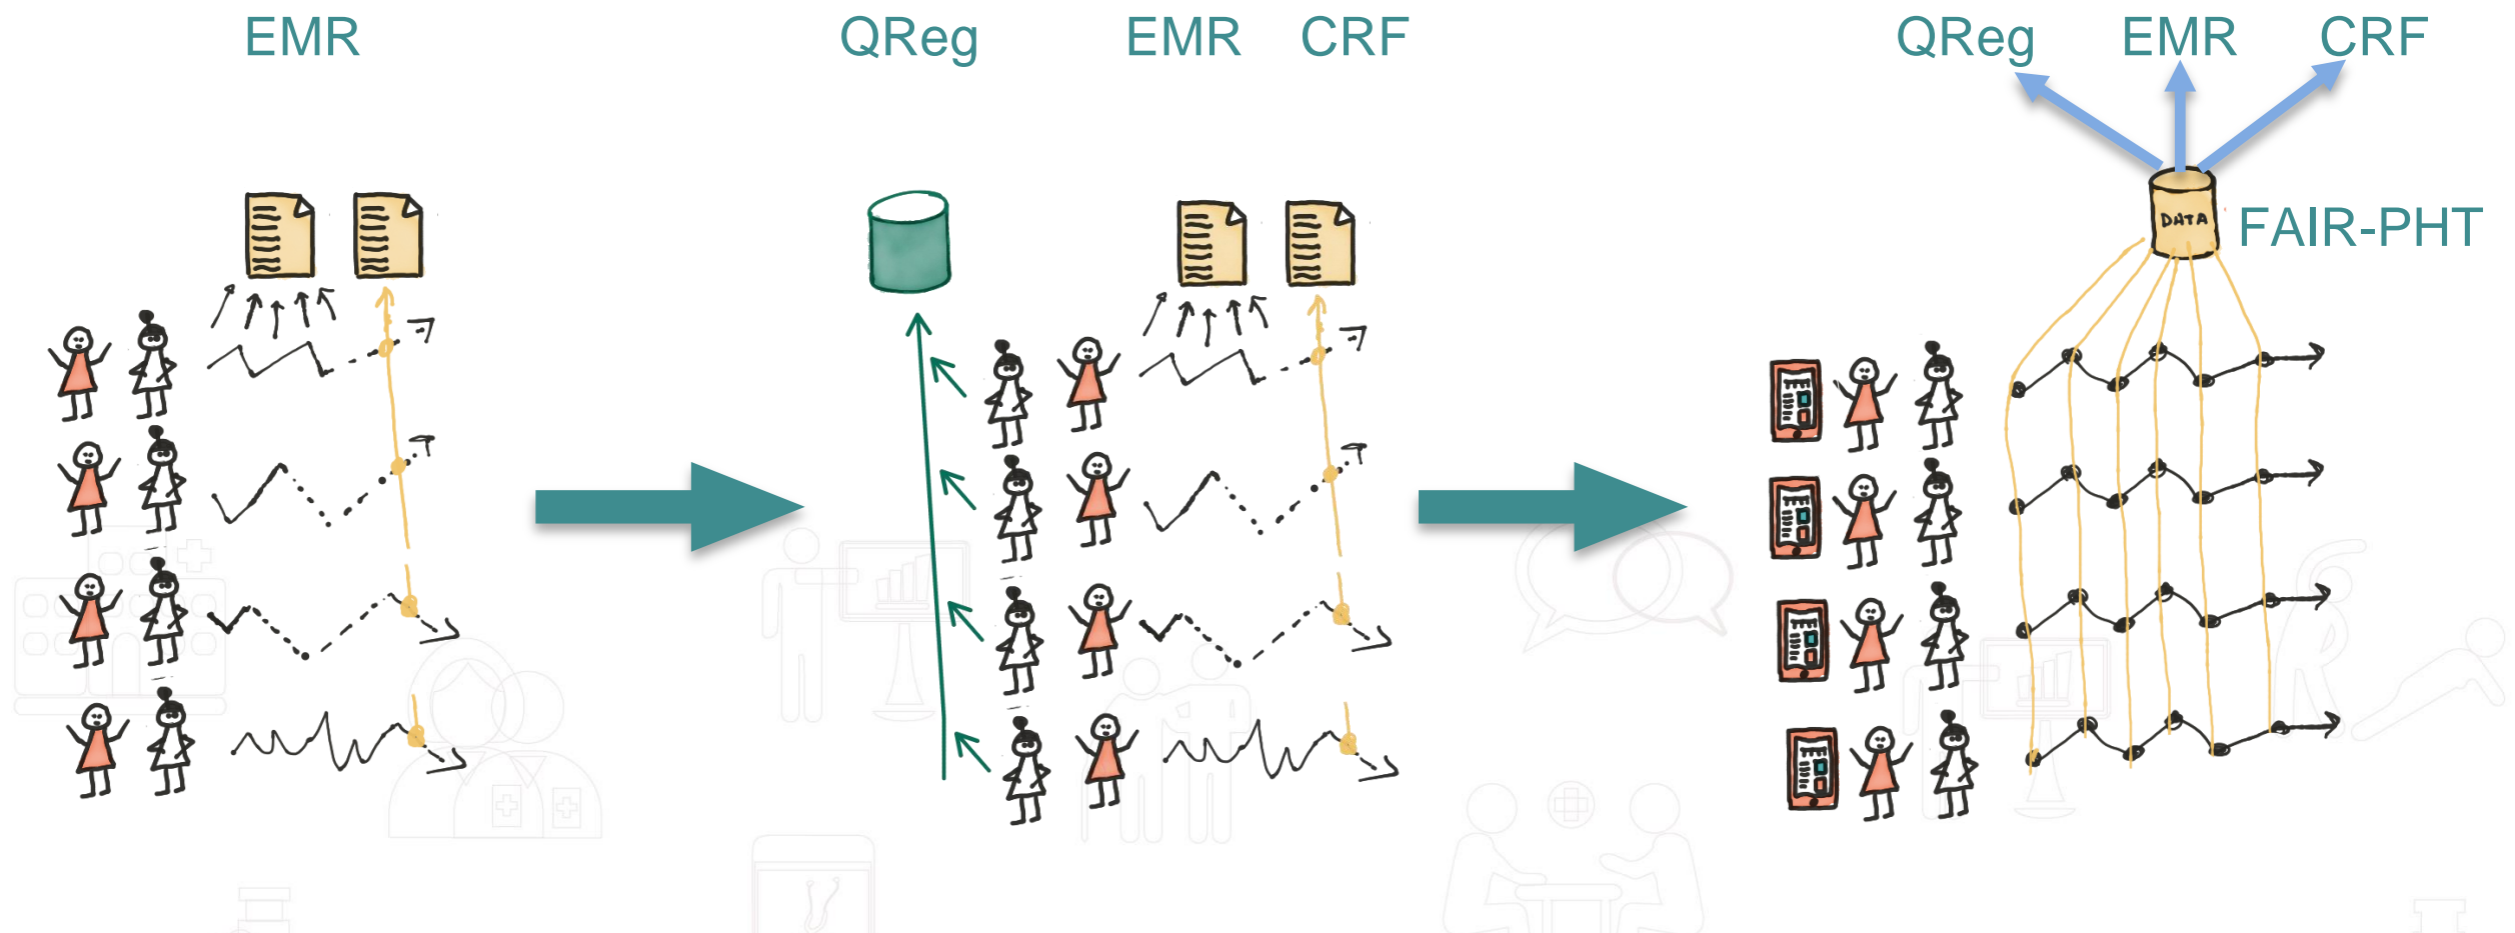 EMR
QReg EMR CRF
QReg EMR CRF
DATA
FAIR-PHT